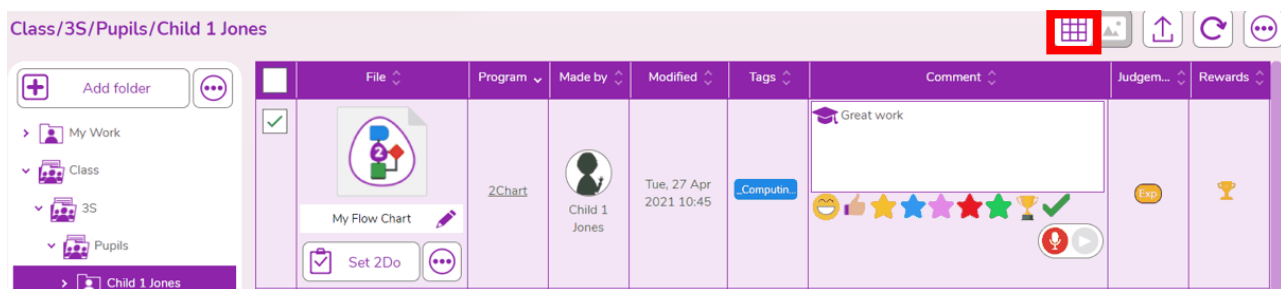 Class/3S/Pupils/Child 1 Jones
Add folder
My Work
Class
3S
Pupils
Child 1 Jones
File Program Made by Modified Tags Comment Judgem... Rewards
2
My Flow Chart
Set 2Do
2Chart
Child 1
Jones
Tue, 27 Apr
2021 10:45
_Computin...
Great work
Exp